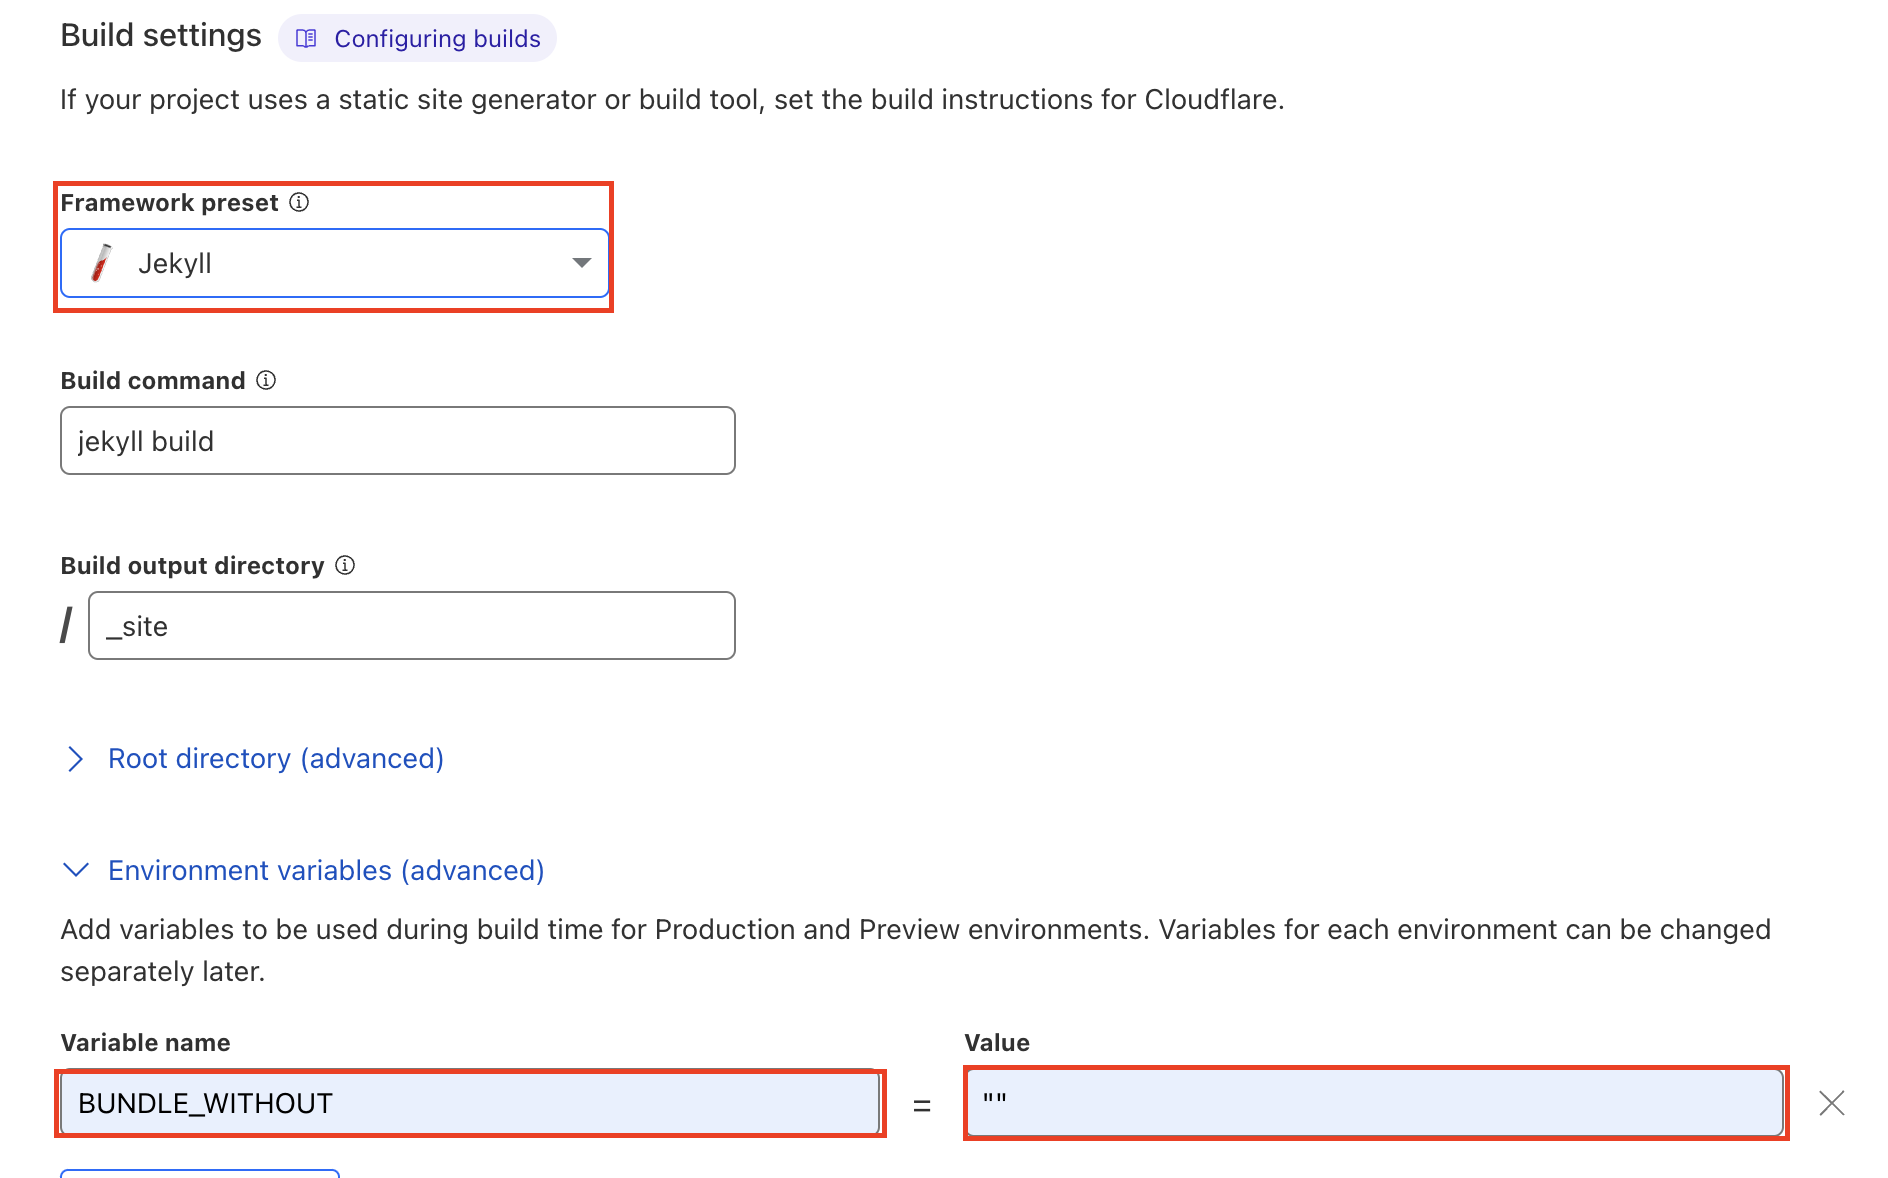 Build settings
Configuring builds
If your project uses a static site generator or build tool, set the build instructions for Cloudflare.
Framework preset
Jekyll
Build command
jekyll build
Build output directory
/ _site
Root directory (advanced)
Environment variables (advanced)
Add variables to be used during build time for Production and Preview environments. Variables for each environment can be changed
separately later.
Variable name
Value
BUNDLE_WITHOUT = ""